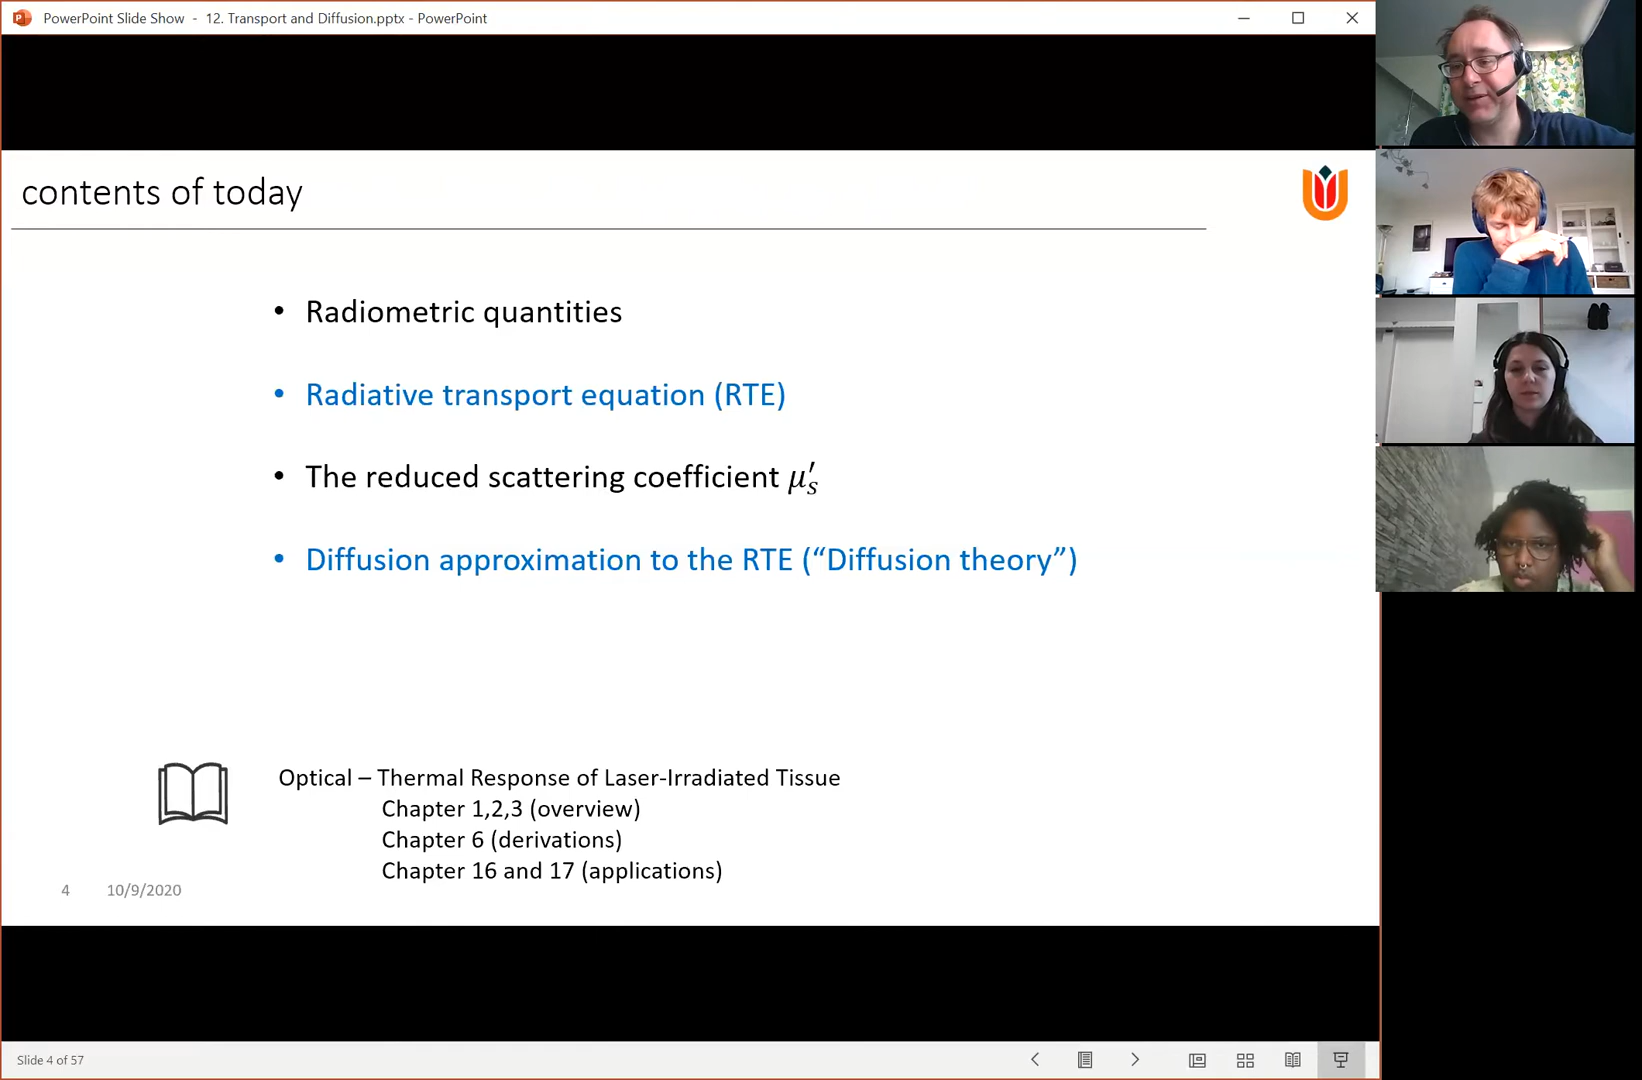 PowerPoint Slide Show - 12. Transport and Diffusion.pptx - PowerPoint
contents of today
• Radiometric quantities
• Radiative transport equation (RTE)
• The reduced scattering coefficient μ′s
• Diffusion approximation to the RTE (“Diffusion theory”)
Optical – Thermal Response of Laser-Irradiated Tissue
Chapter 1,2,3 (overview)
Chapter 6 (derivations)
Chapter 16 and 17 (applications)
4 10/9/2020
Slide 4 of 57